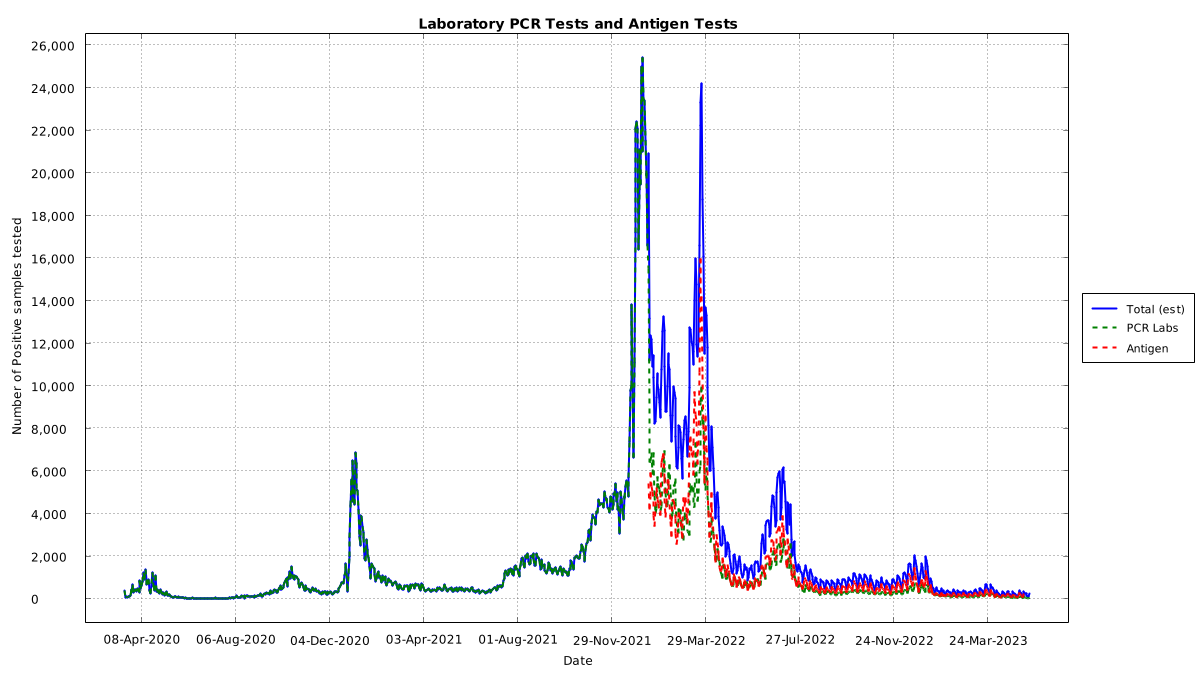 Laboratory PCR Tests and Antigen Tests
26,000
24,000
22,000
20,000
18,000
16,000
14,000
12,000
10,000
8,000
6,000
4,000
2,000
0
Number of Positive samples tested
08-Apr-2020 06-Aug-2020 04-Dec-2020 03-Apr-2021 01-Aug-2021 29-Nov-2021 29-Mar-2022 27-Jul-2022 24-Nov-2022 24-Mar-2023
Date
Total (est)
PCR Labs
Antigen